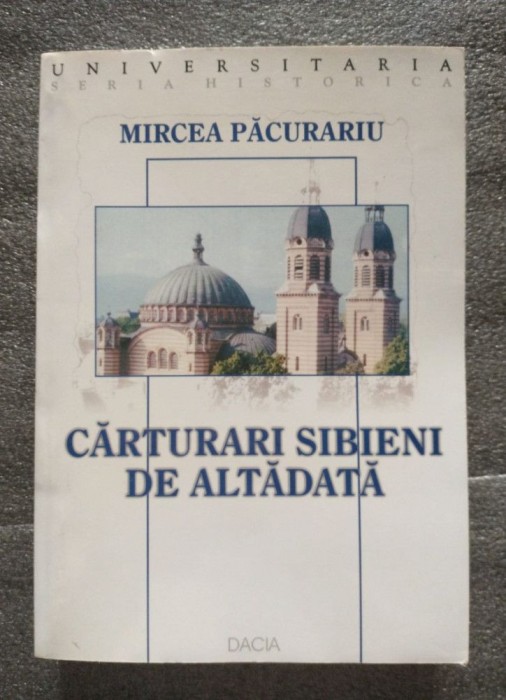 UNIVERSITARIA
SERIA HISTORICA
MIRCEA PĂCURARIU
CĂRTURARI SIBIENI
DE ALTĂDATĂ
DACIA